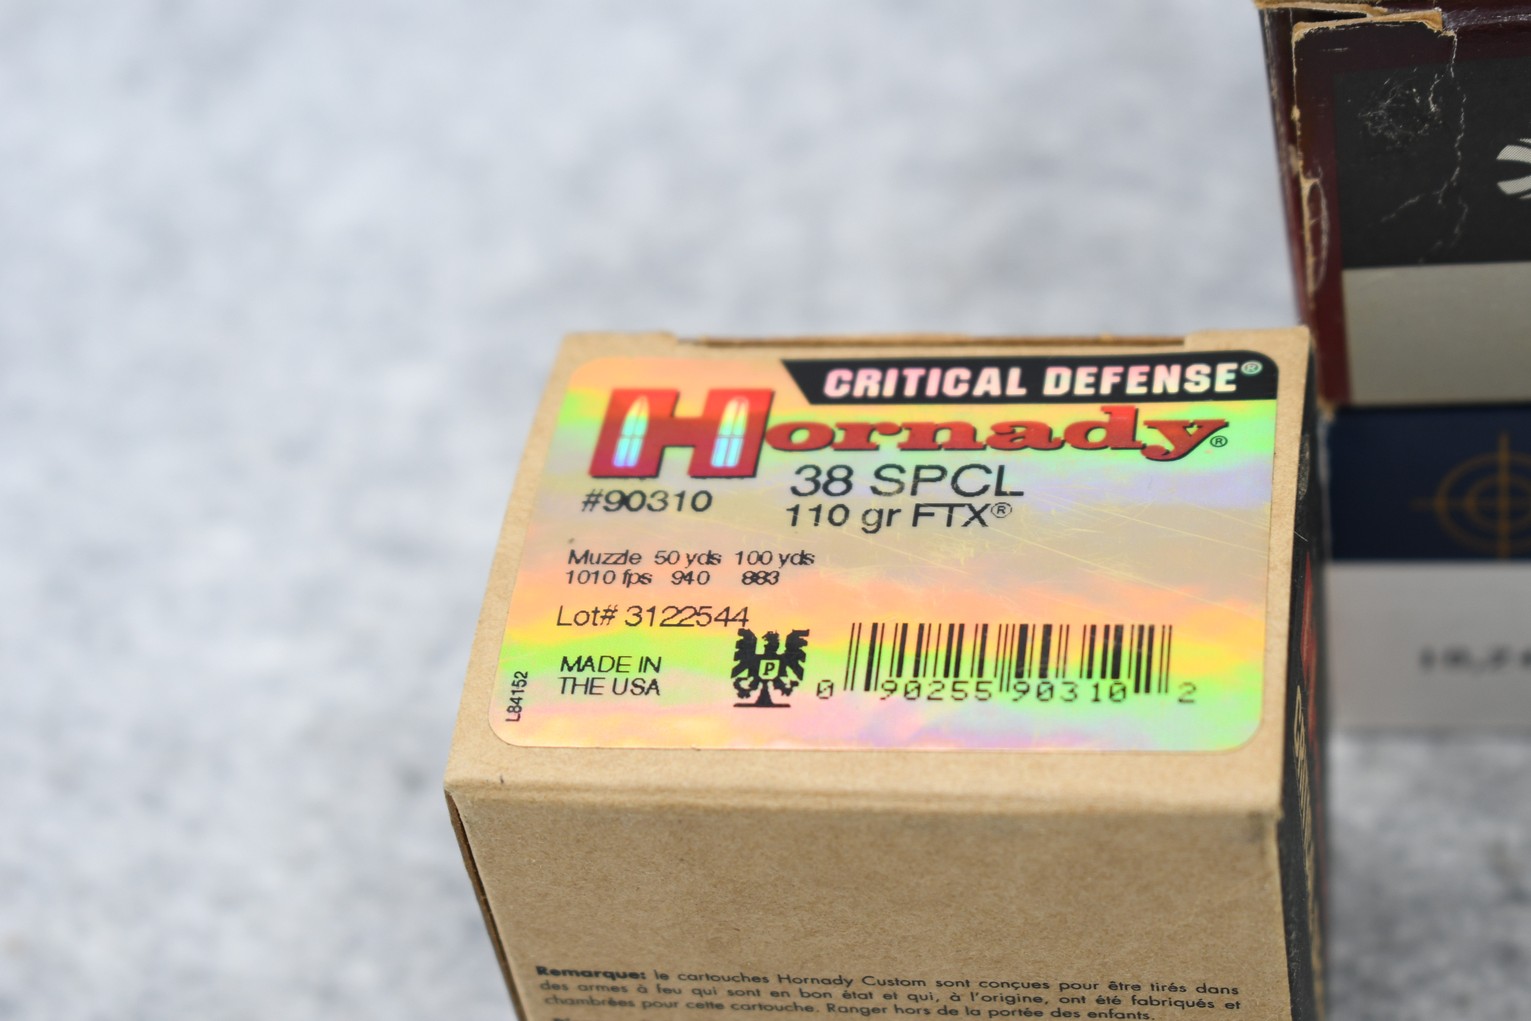 CRITICAL DEFENSE®
Hornady®
38 SPCL
#90310
110 gr FTX®
Muzzle 50 yds 100 yds
1010 fps 940 883
Lot# 3122544
MADE IN
THE USA
L84152
P
0 90255 90310 2
Remarque: le cartouches Hornady Custom sont conçues pour être tirés dans
des armes à feu qui sont en bon état et qui, à l'origine, ont été fabriqués et
chambrées pour cette cartouche. Ranger hors de la portée des enfants.